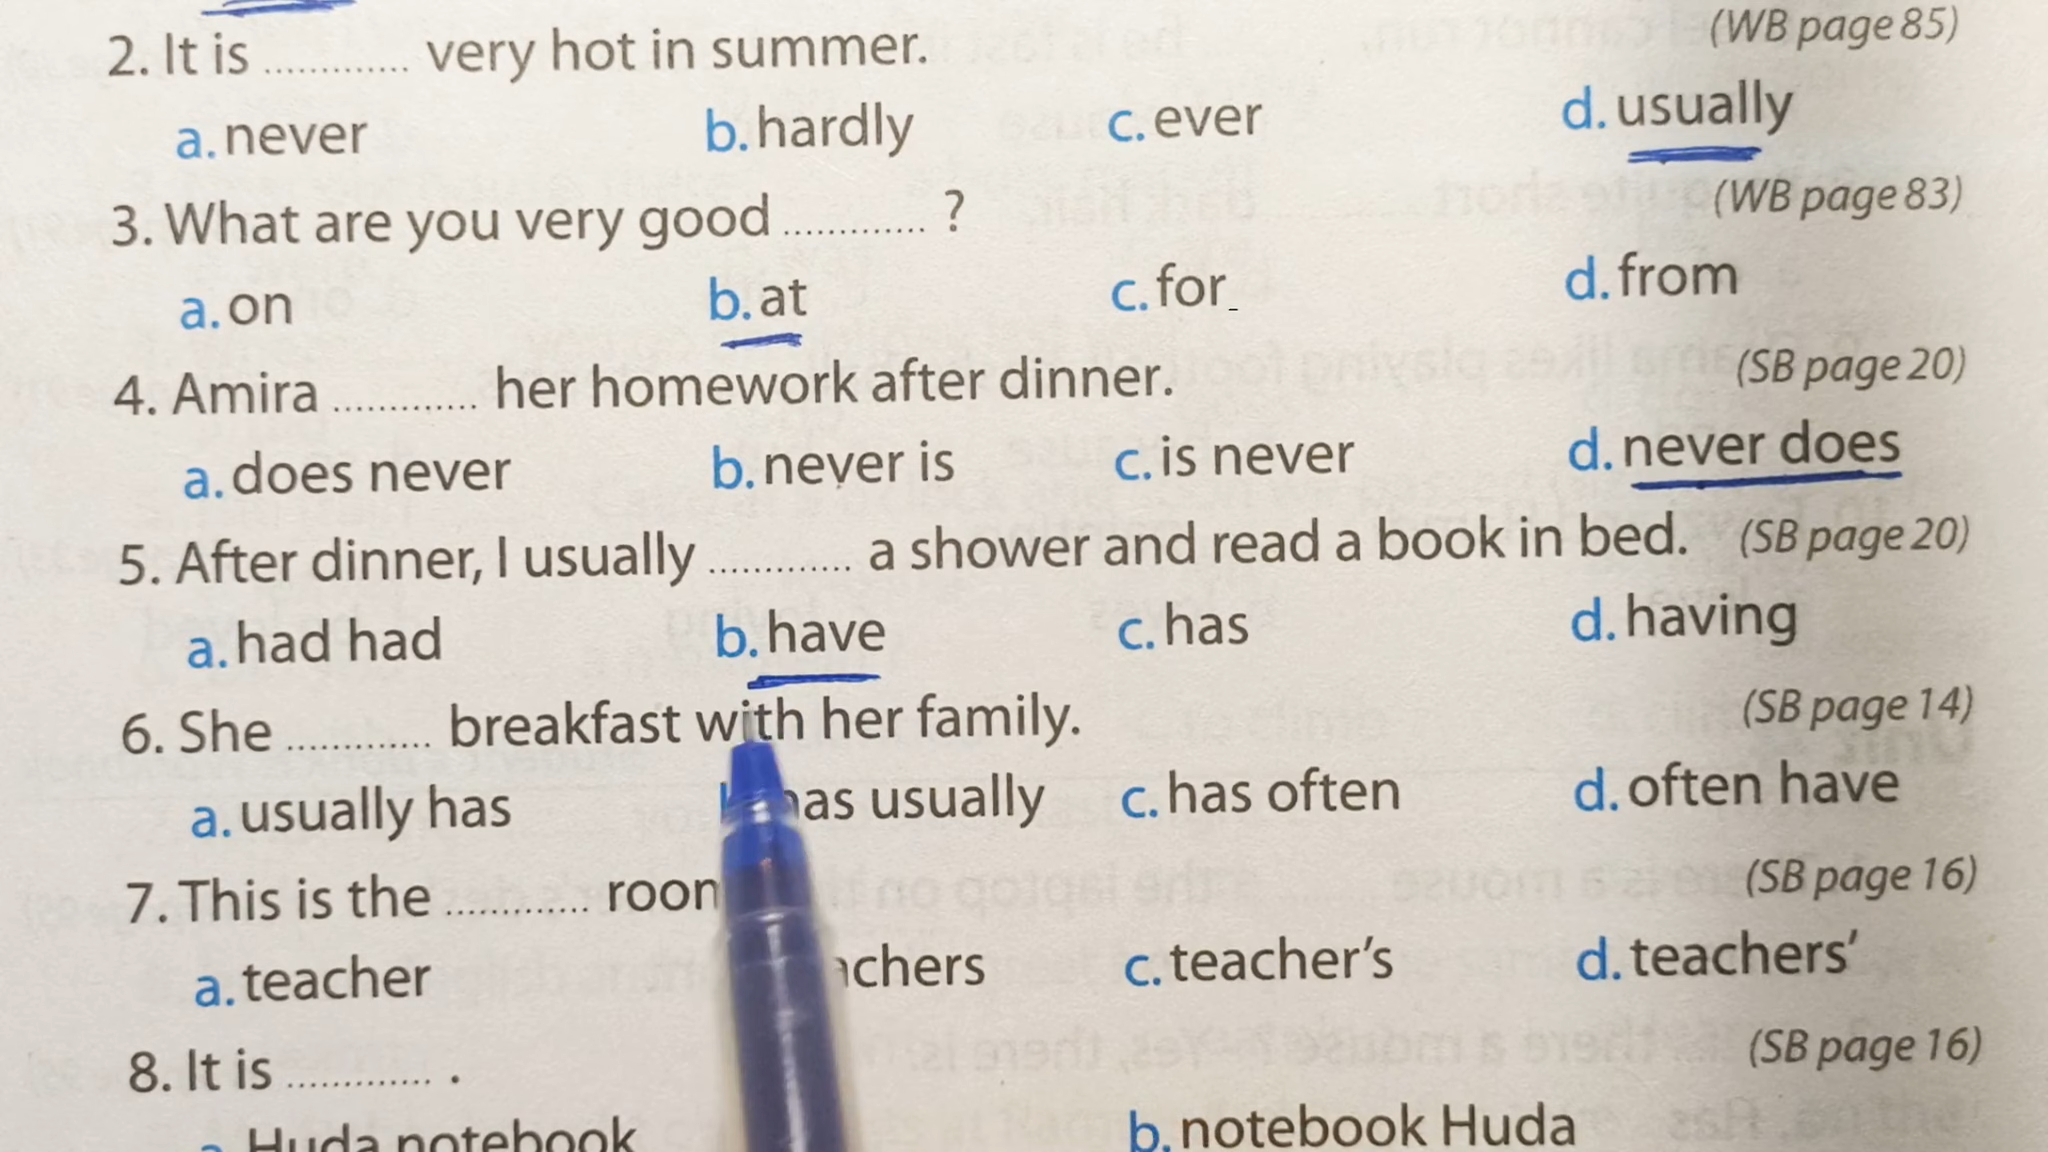 2. It is ............. very hot in summer. (WB page 85)
a. never b. hardly c. ever d. usually
3. What are you very good ............. ? (WB page 83)
a. on b. at c. for d. from
4. Amira ............. her homework after dinner. (SB page 20)
a. does never b. never is c. is never d. never does
5. After dinner, I usually ............. a shower and read a book in bed. (SB page 20)
a. had had b. have c. has d. having
6. She ............. breakfast with her family. (SB page 14)
a. usually has has usually c. has often d. often have
7. This is the ............. (SB page 16)
a. teacher c. teacher's d. teachers'
8. It is ............. . (SB page 16)
a. Huda notebook b. notebook Huda